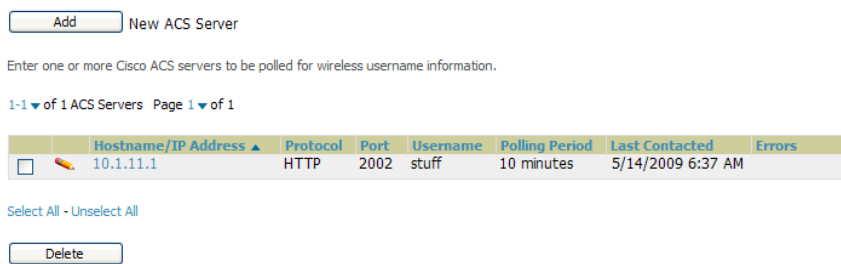 Add New ACS Server
Enter one or more Cisco ACS servers to be polled for wireless username information.
1-1 of 1 ACS Servers Page 1 of 1
Hostname/IP Address Protocol Port Username Polling Period Last Contacted Errors
10.1.11.1 HTTP 2002 stuff 10 minutes 5/14/2009 6:37 AM
Select All - Unselect All
Delete